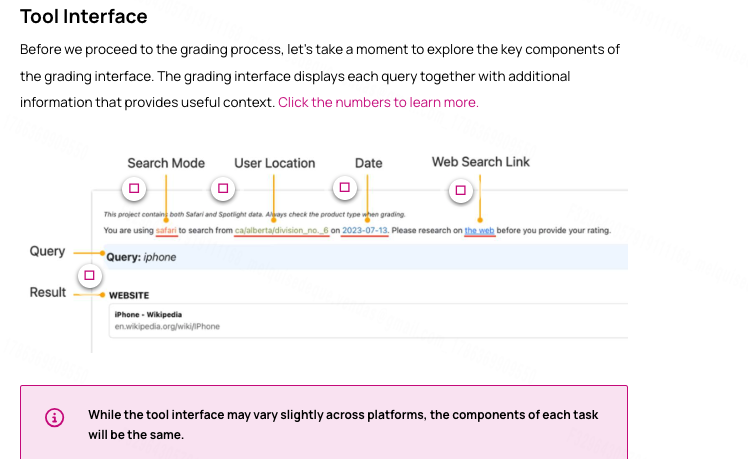 Tool Interface
Before we proceed to the grading process, let's take a moment to explore the key components of
the grading interface. The grading interface displays each query together with additional
information that provides useful context. Click the numbers to learn more.
Search Mode User Location Date Web Search Link
This project contains both Safari and Spotlight data. Always check the product type when grading.
You are using safari to search from ca/alberta/division_no._6 on 2023-07-13. Please research on the web before you provide your rating.
Query
Query: iphone
Result
WEBSITE
iPhone - Wikipedia
en.wikipedia.org/wiki/IPhone
While the tool interface may vary slightly across platforms, the components of each task
will be the same.